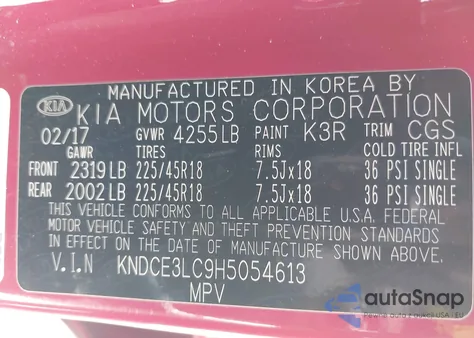 MANUFACTURED IN KOREA BY
KIA KIA MOTORS CORPORATION
02/17 GVWR 4255LB PAINT K3R TRIM CGS
GAWR TIRES RIMS COLD TIRE INFL
FRONT 2319LB 225/45R18 7.5Jx18 36 PSI SINGLE
REAR 2002LB 225/45R18 7.5Jx18 36 PSI SINGLE
THIS VEHICLE CONFORMS TO ALL APPLICABLE U.S.A. FEDERAL
MOTOR VEHICLE SAFETY AND THEFT PREVENTION STANDARDS
IN EFFECT ON THE DATE OF MANUFACTURE SHOWN ABOVE.
V.I.N KNDCE3LC9H5054613
MPV
autoSnap